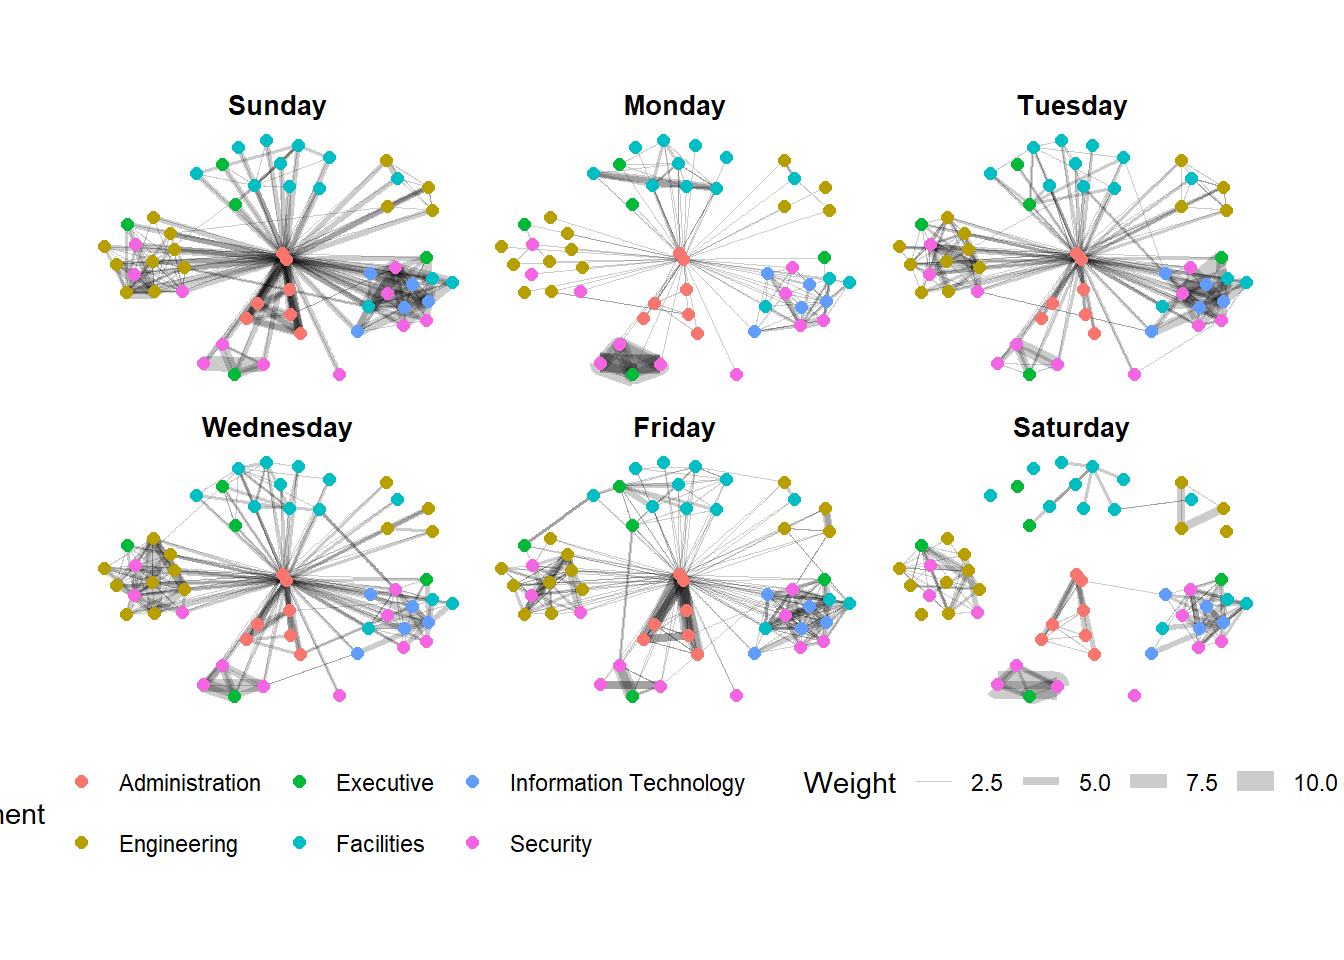 Sunday Monday Tuesday
Wednesday Friday Saturday
Administration Executive Information Technology Weight 2.5 5.0 7.5 10.0
Engineering Facilities Security